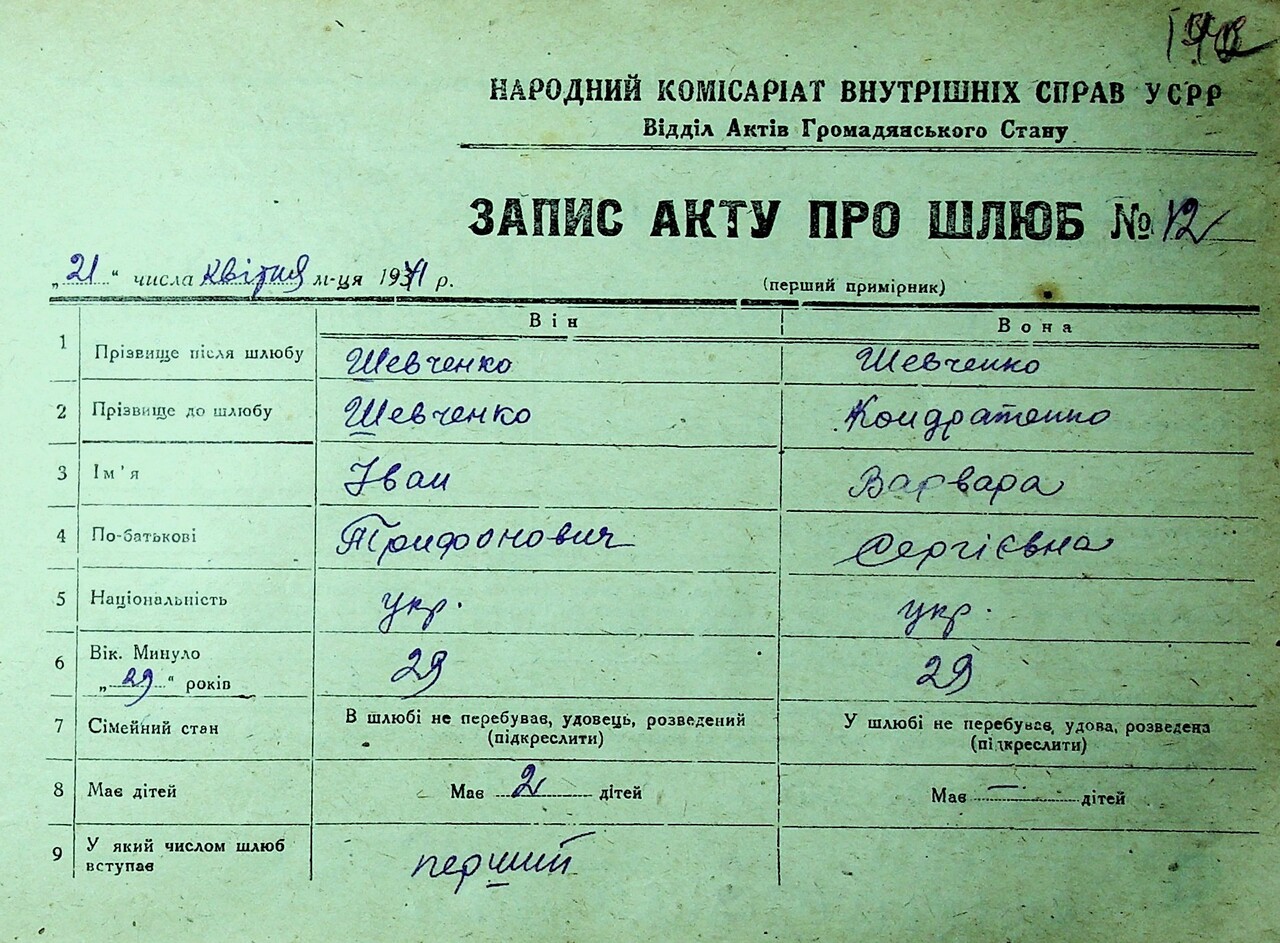 НАРОДНИЙ КОМІСАРІАТ ВНУТРІШНІХ СПРАВ УСРР
Відділ Актів Громадянського Стану
ЗАПИС АКТУ ПРО ШЛЮБ № 12
„21“ числа квітня м-ця 1941 р. (перший примірник)
Він Вона
1 Прізвище після шлюбу Шевченко Шевченко
2 Прізвище до шлюбу Шевченко Кондратенко
3 Ім'я Іван Варвара
4 По-батькові Трифонович Сергієвна
5 Національність укр. укр.
6 Вік. Минуло „29“ років 29 29
7 Сімейний стан В шлюбі не перебував, удовець, розведений (підкреслити) У шлюбі не перебував, удова, розведена (підкреслити)
8 Має дітей Має 2 дітей Має — дітей
9 У який числом шлюб вступав перший